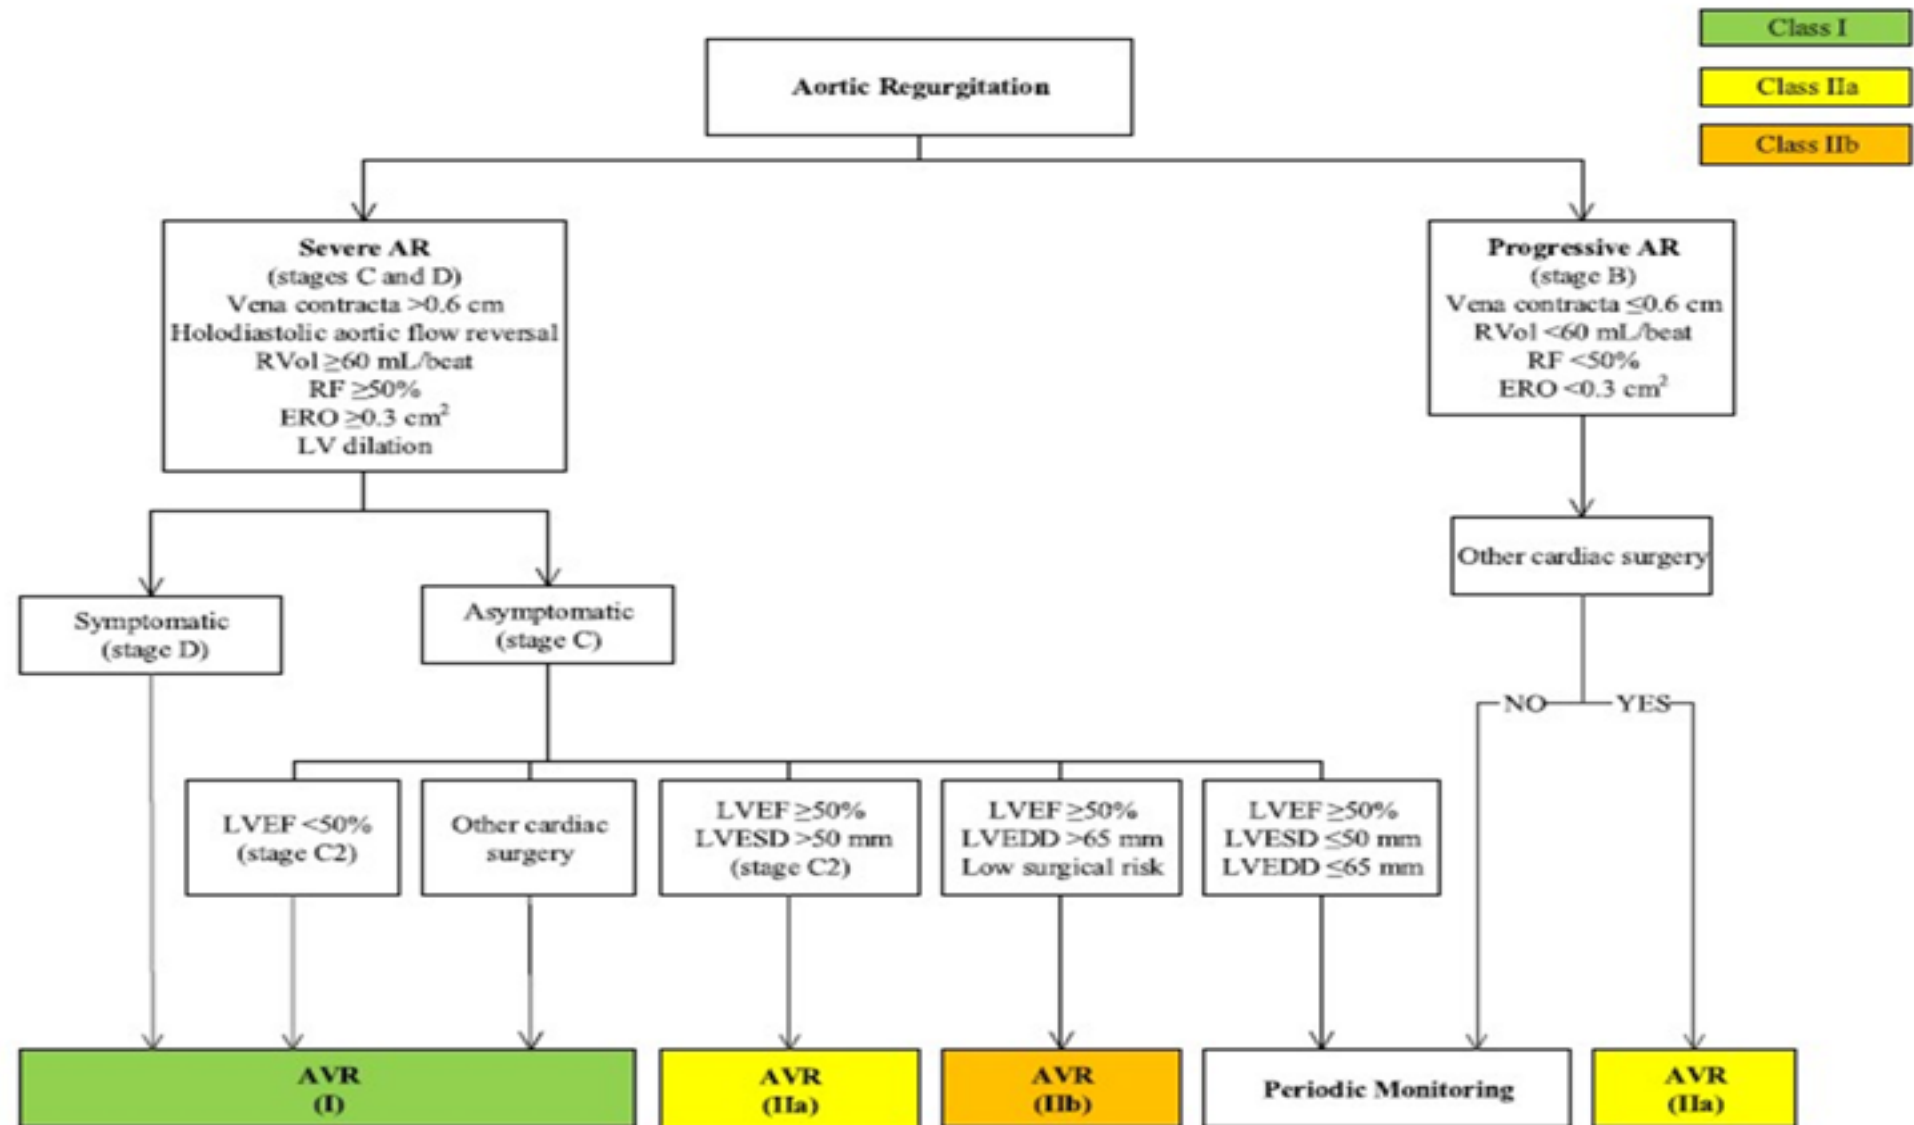 Class I
Class IIa
Class IIb
Aortic Regurgitation
Severe AR
(stages C and D)
Vena contracta >0.6 cm
Holodiastolic aortic flow reversal
RVol ≥60 mL/beat
RF ≥50%
ERO ≥0.3 cm²
LV dilation
Progressive AR
(stage B)
Vena contracta ≤0.6 cm
RVol <60 mL/beat
RF <50%
ERO <0.3 cm²
Other cardiac surgery
Symptomatic
(stage D)
Asymptomatic
(stage C)
NO
YES
LVEF <50%
(stage C2)
Other cardiac
surgery
LVEF ≥50%
LVESD >50 mm
(stage C2)
LVEF ≥50%
LVEDD >65 mm
Low surgical risk
LVEF ≥50%
LVESD ≤50 mm
LVEDD ≤65 mm
AVR
(I)
AVR
(IIa)
AVR
(IIb)
Periodic Monitoring
AVR
(IIa)